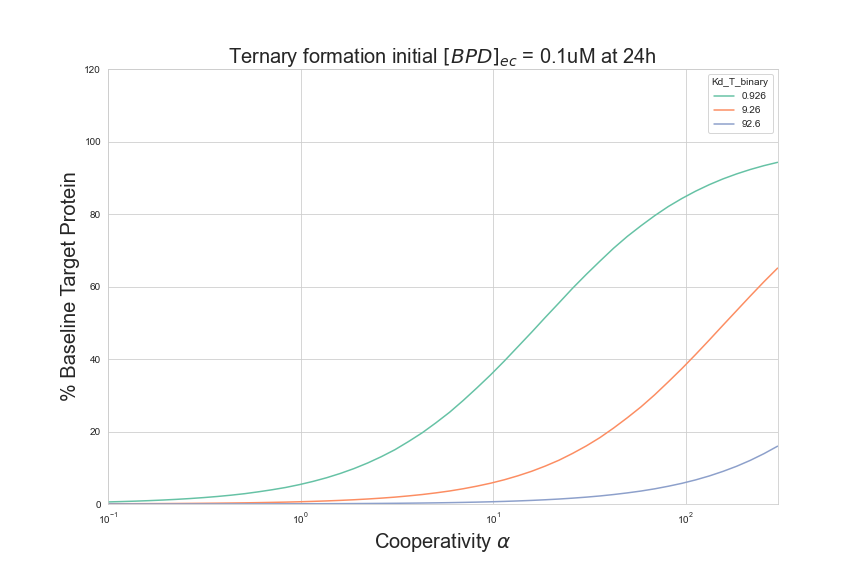 Ternary formation initial [BPD]ec = 0.1uM at 24h
120
Kd_T_binary
0.926
9.26
92.6
100
80
60
40
20
0
% Baseline Target Protein
10⁻¹ 10⁰ 10¹ 10²
Cooperativity α